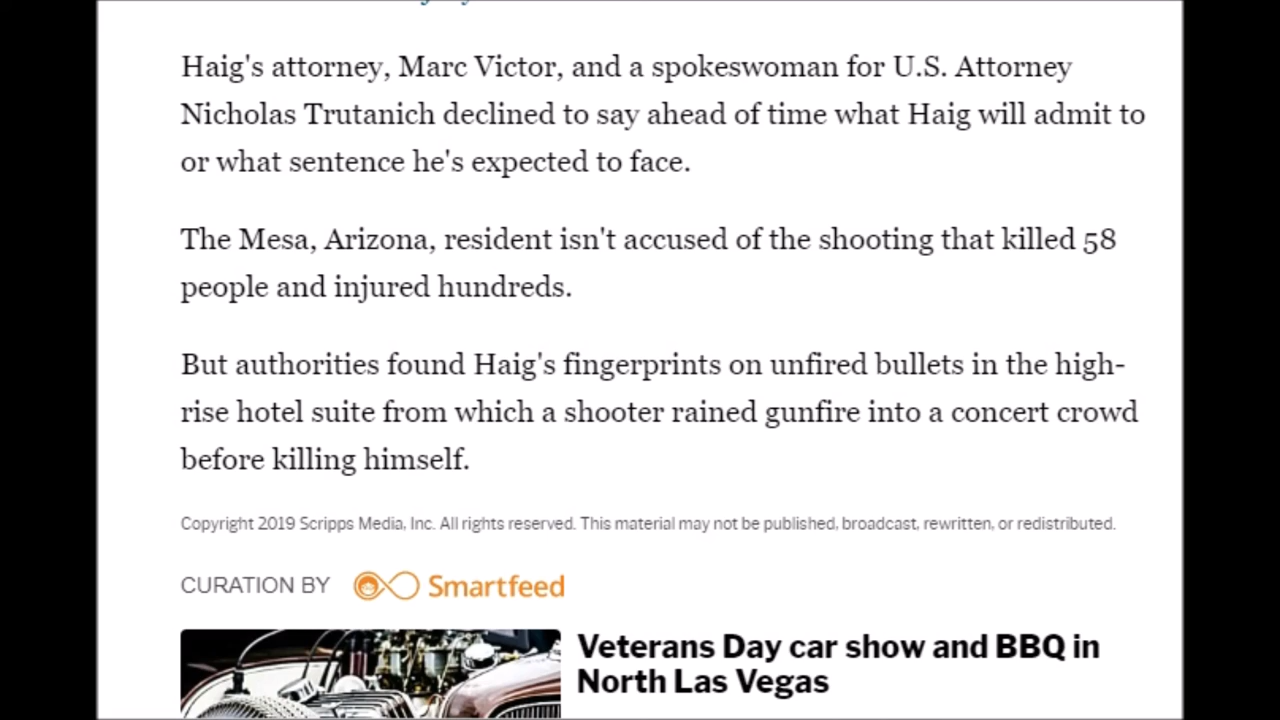 Haig's attorney, Marc Victor, and a spokeswoman for U.S. Attorney
Nicholas Trutanich declined to say ahead of time what Haig will admit to
or what sentence he's expected to face.
The Mesa, Arizona, resident isn't accused of the shooting that killed 58
people and injured hundreds.
But authorities found Haig's fingerprints on unfired bullets in the high-
rise hotel suite from which a shooter rained gunfire into a concert crowd
before killing himself.
Copyright 2019 Scripps Media, Inc. All rights reserved. This material may not be published, broadcast, rewritten, or redistributed.
CURATION BY Smartfeed
Veterans Day car show and BBQ in
North Las Vegas